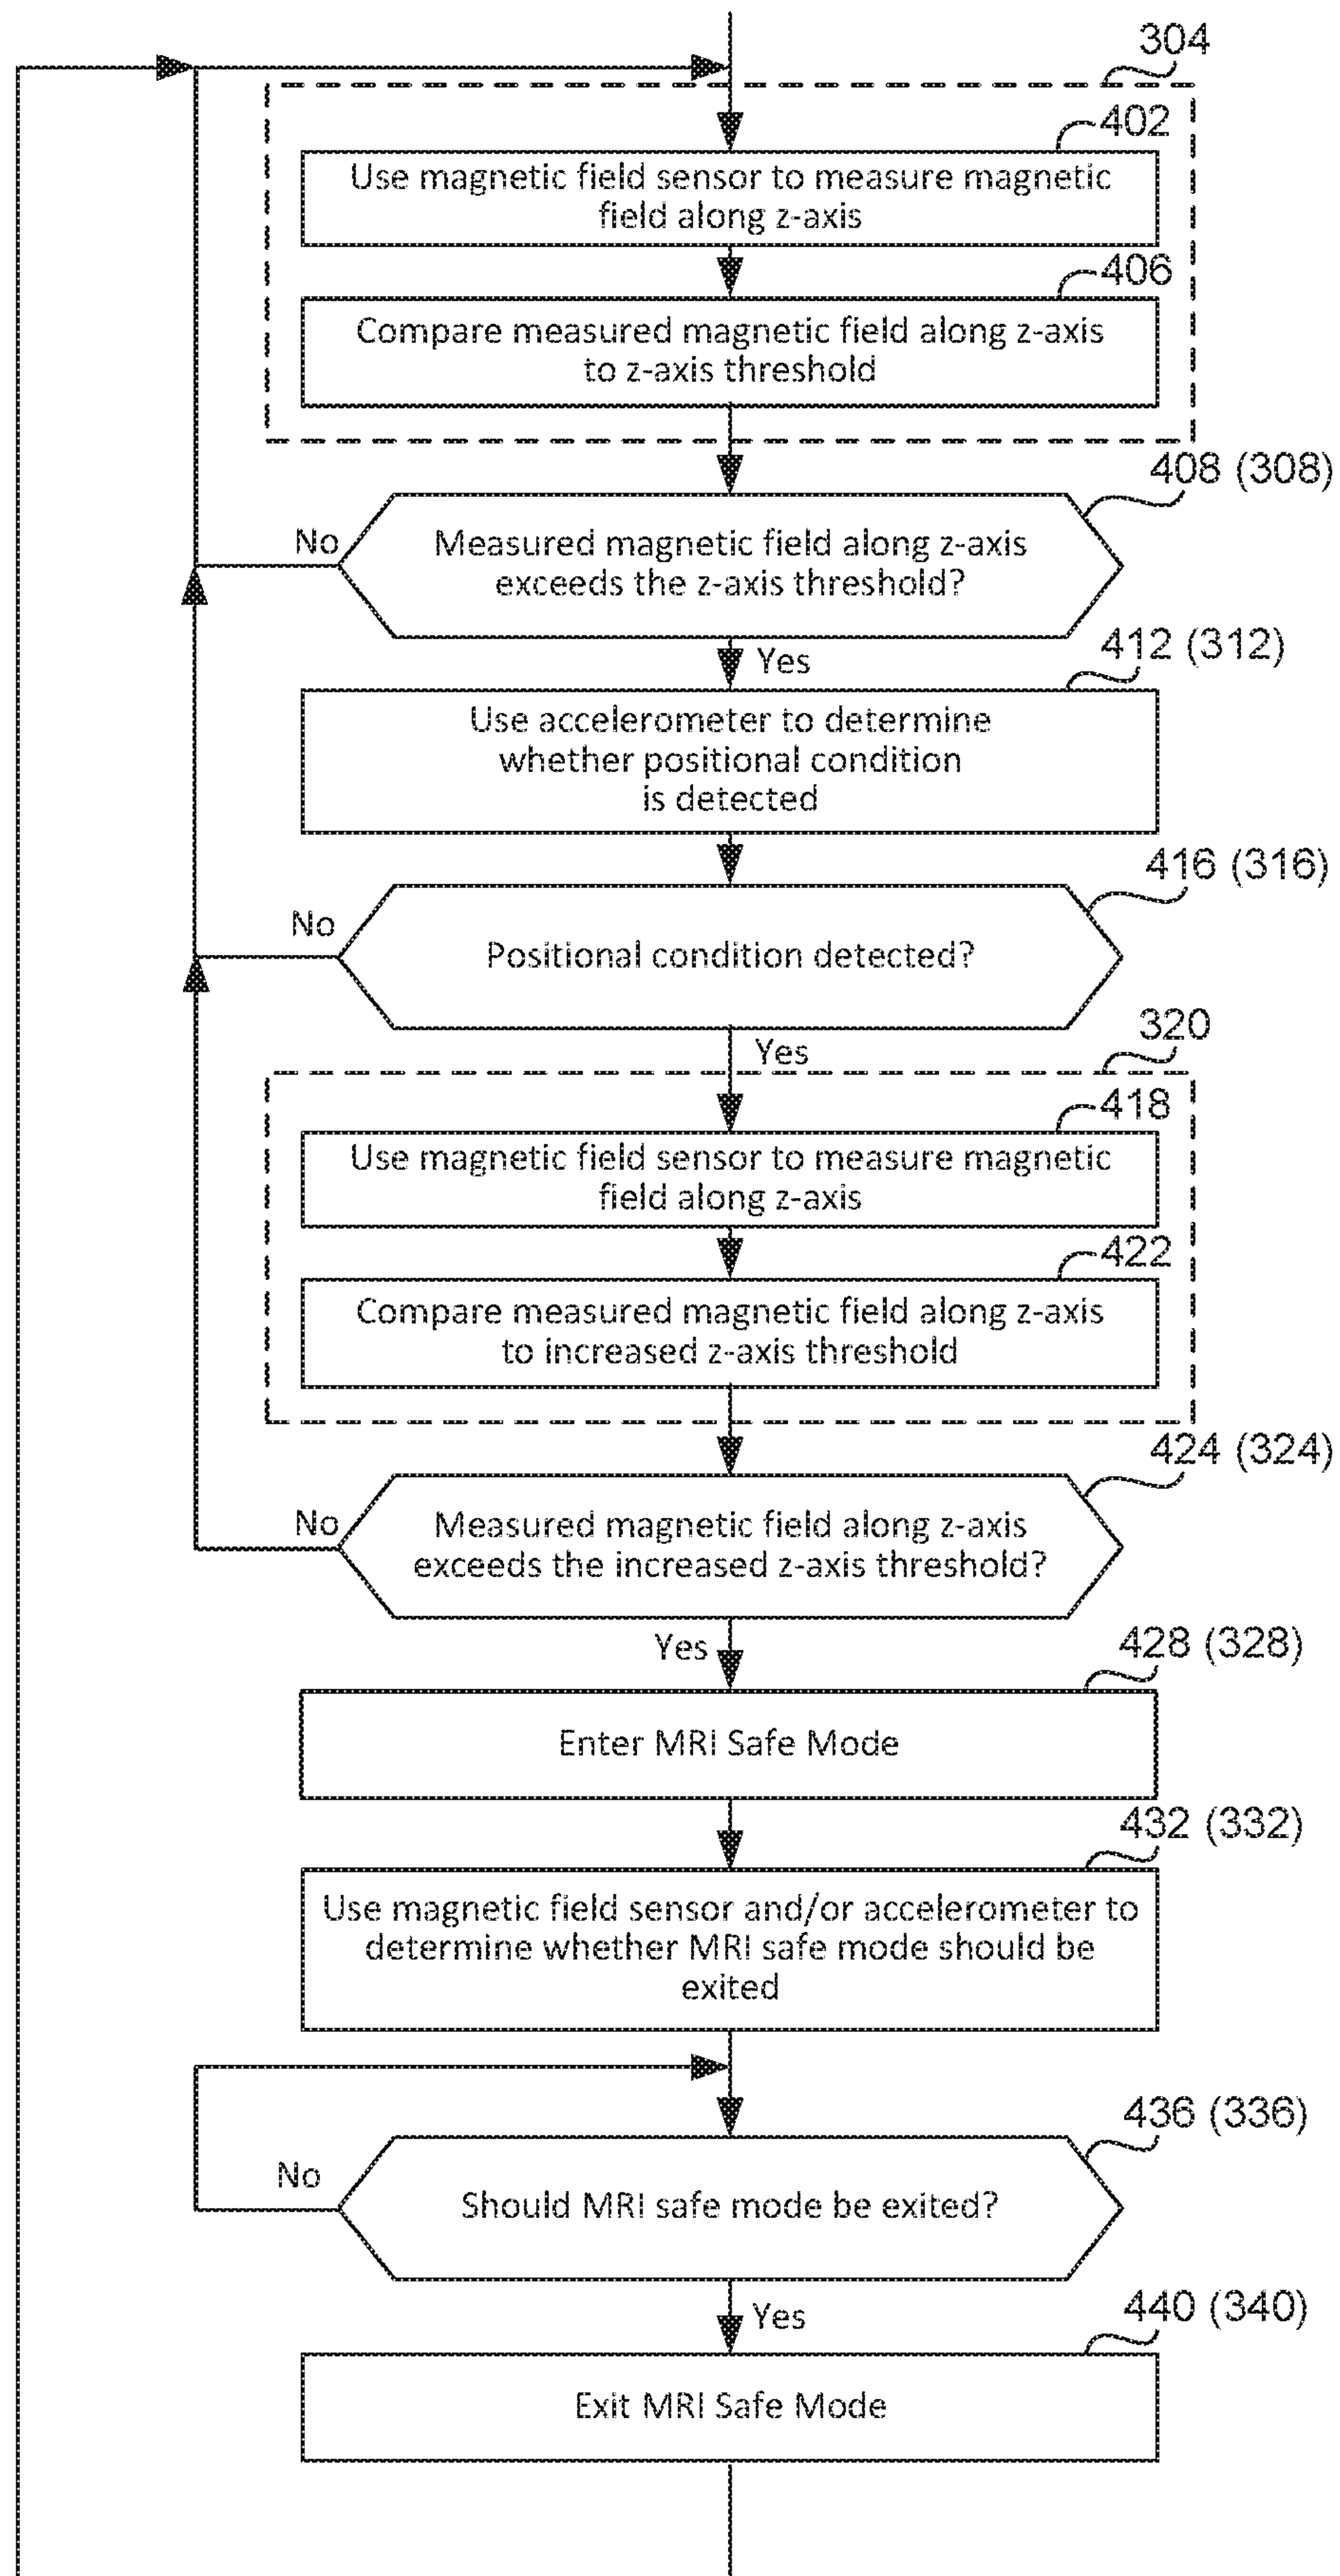 304
402
Use magnetic field sensor to measure magnetic
field along z-axis
406
Compare measured magnetic field along z-axis
to z-axis threshold
408 (308)
No
Measured magnetic field along z-axis
exceeds the z-axis threshold?
Yes
412 (312)
Use accelerometer to determine
whether positional condition
is detected
416 (316)
No
Positional condition detected?
Yes
320
418
Use magnetic field sensor to measure magnetic
field along z-axis
422
Compare measured magnetic field along z-axis
to increased z-axis threshold
424 (324)
No
Measured magnetic field along z-axis
exceeds the increased z-axis threshold?
Yes
428 (328)
Enter MRI Safe Mode
432 (332)
Use magnetic field sensor and/or accelerometer to
determine whether MRI safe mode should be
exited
436 (336)
No
Should MRI safe mode be exited?
Yes
440 (340)
Exit MRI Safe Mode